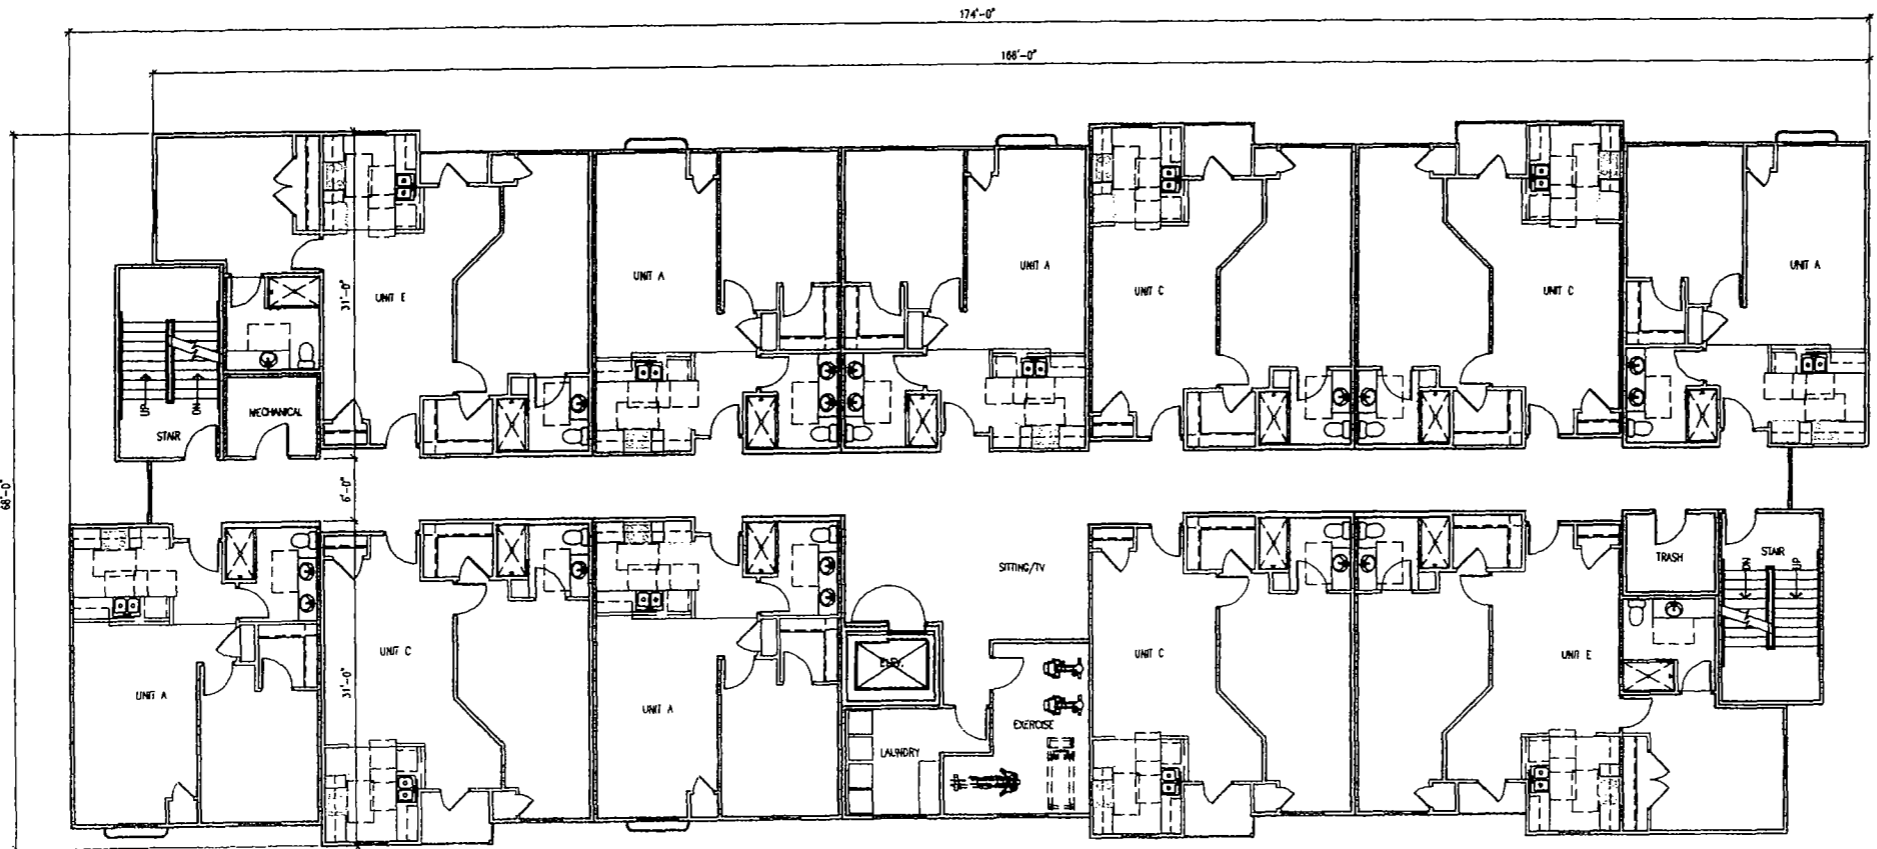 174'-0"
168'-0"
UNIT A
UNIT A
UNIT A
UNIT E
UNIT C
UNIT C
31'-0"
UP
DN
MECHANICAL
STAIR
68'-0"
6'-0"
SITTING/TV
TRASH
STAIR
DN
UP
UNIT C
UNIT C
UNIT E
ELEV.
31'-0"
UNIT A
UNIT A
EXERCISE
LAUNDRY